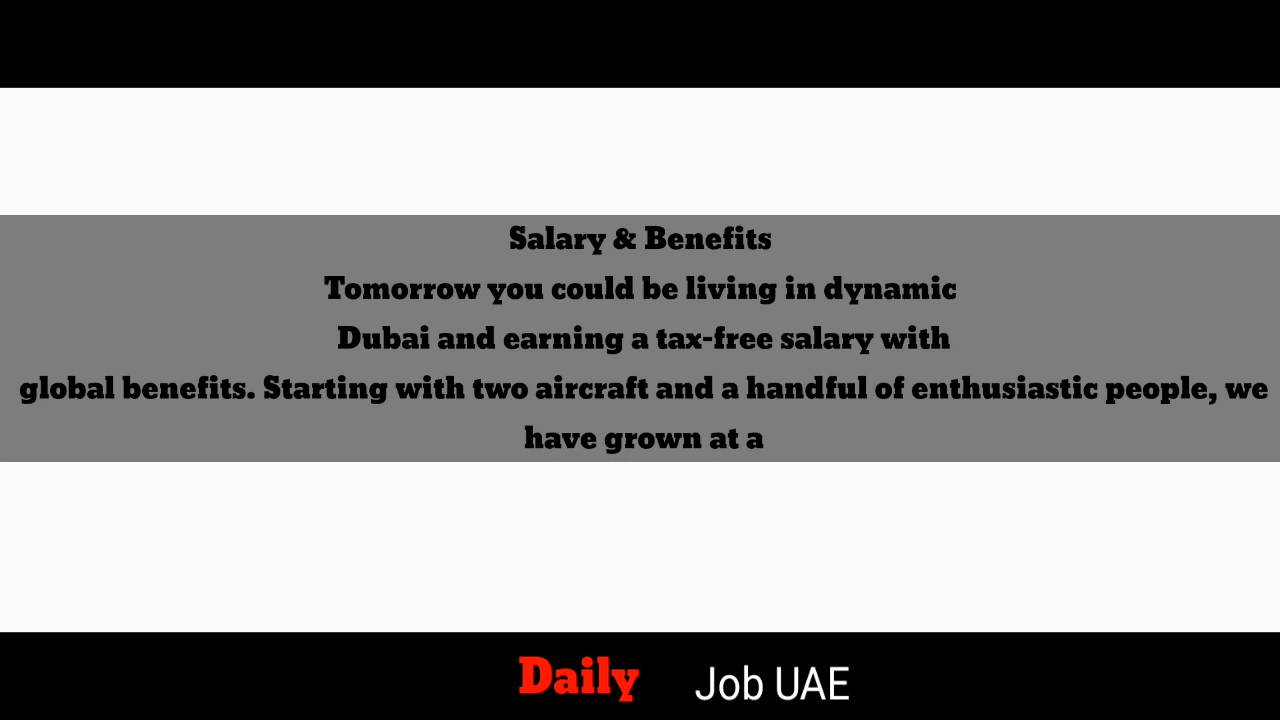 Salary & Benefits
Tomorrow you could be living in dynamic
Dubai and earning a tax-free salary with
global benefits. Starting with two aircraft and a handful of enthusiastic people, we
have grown at a
Daily Job UAE